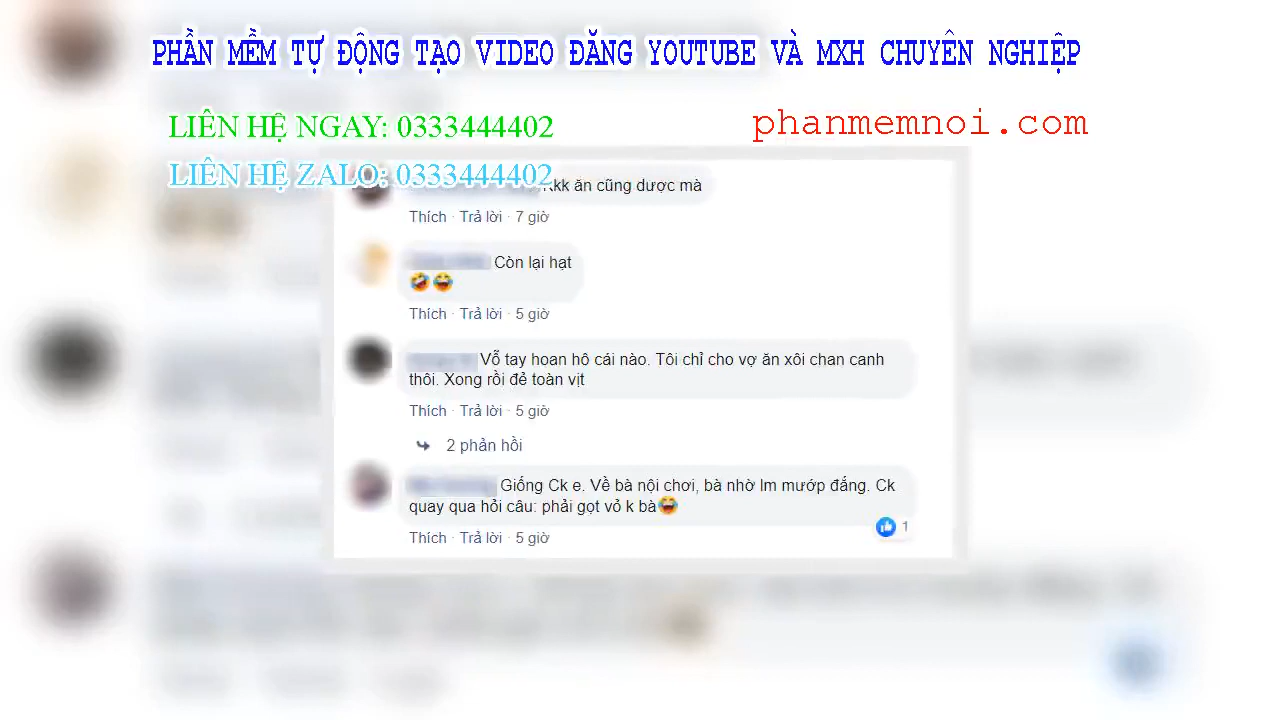 PHẦN MỀM TỰ ĐỘNG TẠO VIDEO ĐĂNG YOUTUBE VÀ MXH CHUYÊN NGHIỆP
LIÊN HỆ NGAY: 0333444402
phanmemnoi.com
LIÊN HỆ ZALO: 0333444402
Kkk ăn cũng dược mà
Thích · Trả lời · 7 giờ
Còn lại hạt
🤣😂
Thích · Trả lời · 5 giờ
Vỗ tay hoan hô cái nào. Tôi chỉ cho vợ ăn xôi chan canh
thôi. Xong rồi đẻ toàn vịt
Thích · Trả lời · 5 giờ
2 phản hồi
Giống Ck e. Về bà nội chơi, bà nhờ lm mướp đắng. Ck
quay qua hỏi câu: phải gọt vỏ k bà😂
1
Thích · Trả lời · 5 giờ